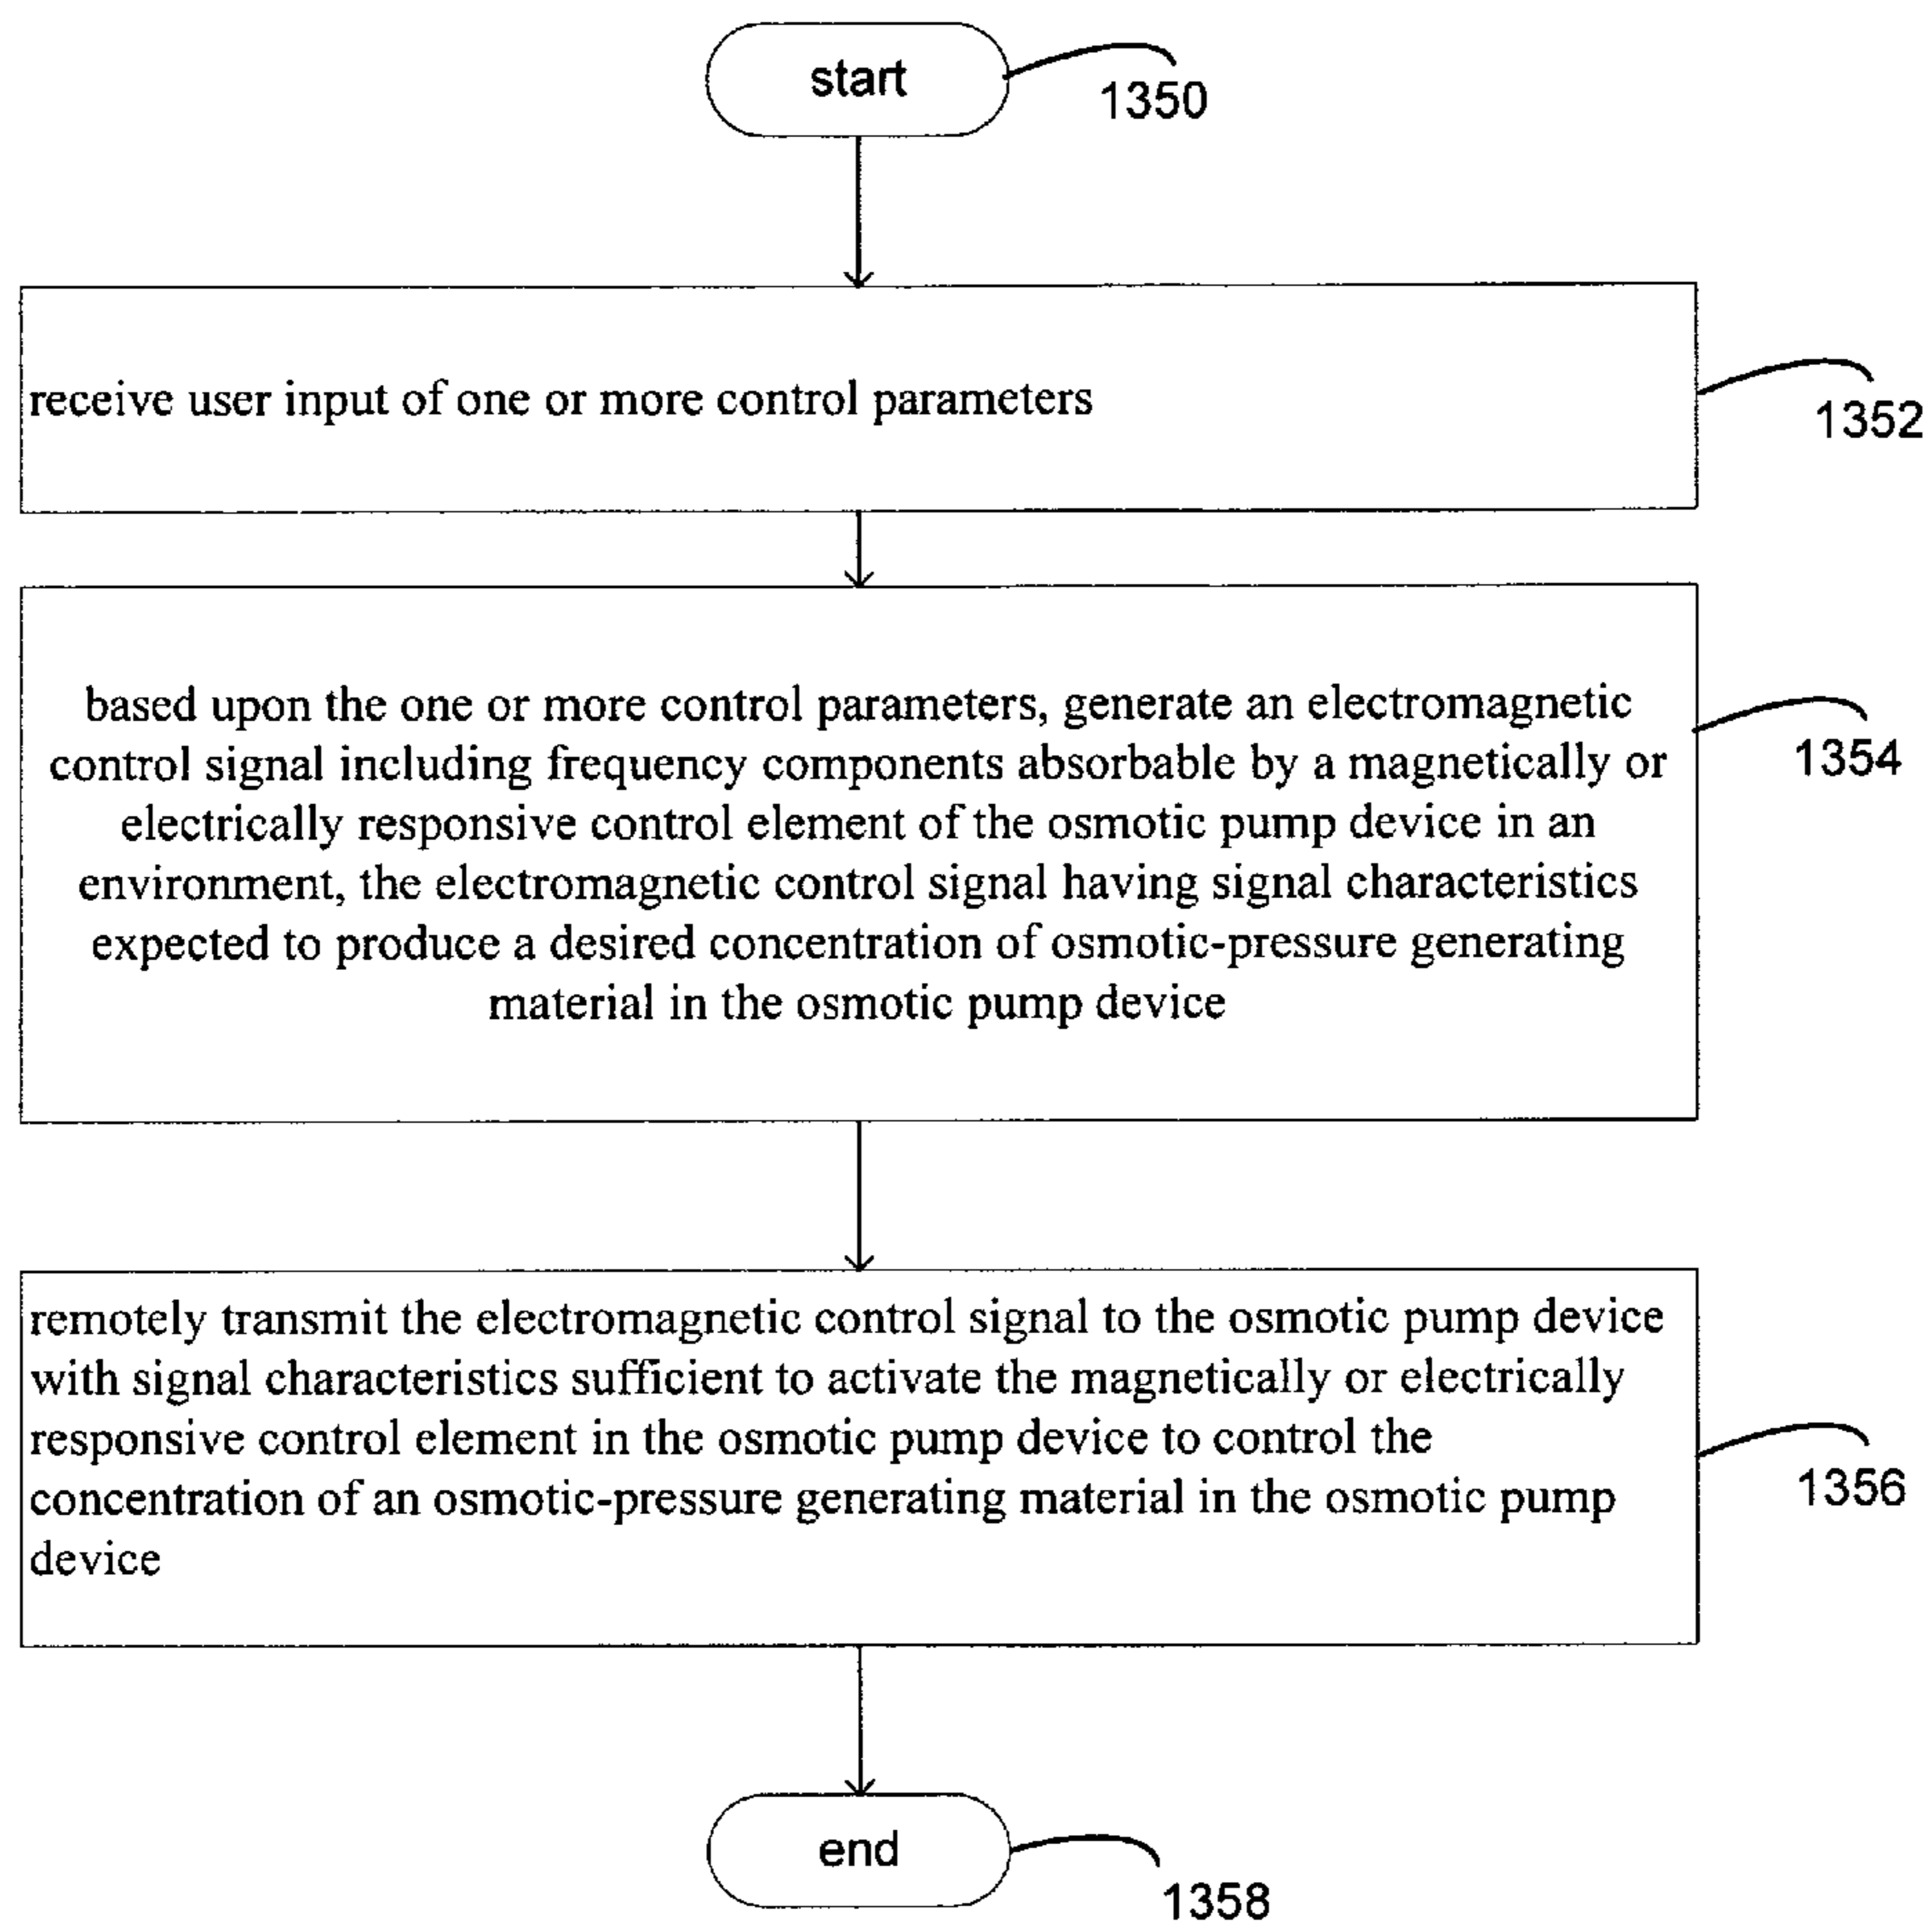 start
1350
receive user input of one or more control parameters
1352
based upon the one or more control parameters, generate an electromagnetic
control signal including frequency components absorbable by a magnetically or
electrically responsive control element of the osmotic pump device in an
environment, the electromagnetic control signal having signal characteristics
expected to produce a desired concentration of osmotic-pressure generating
material in the osmotic pump device
1354
remotely transmit the electromagnetic control signal to the osmotic pump device
with signal characteristics sufficient to activate the magnetically or electrically
responsive control element in the osmotic pump device to control the
concentration of an osmotic-pressure generating material in the osmotic pump
device
1356
end
1358